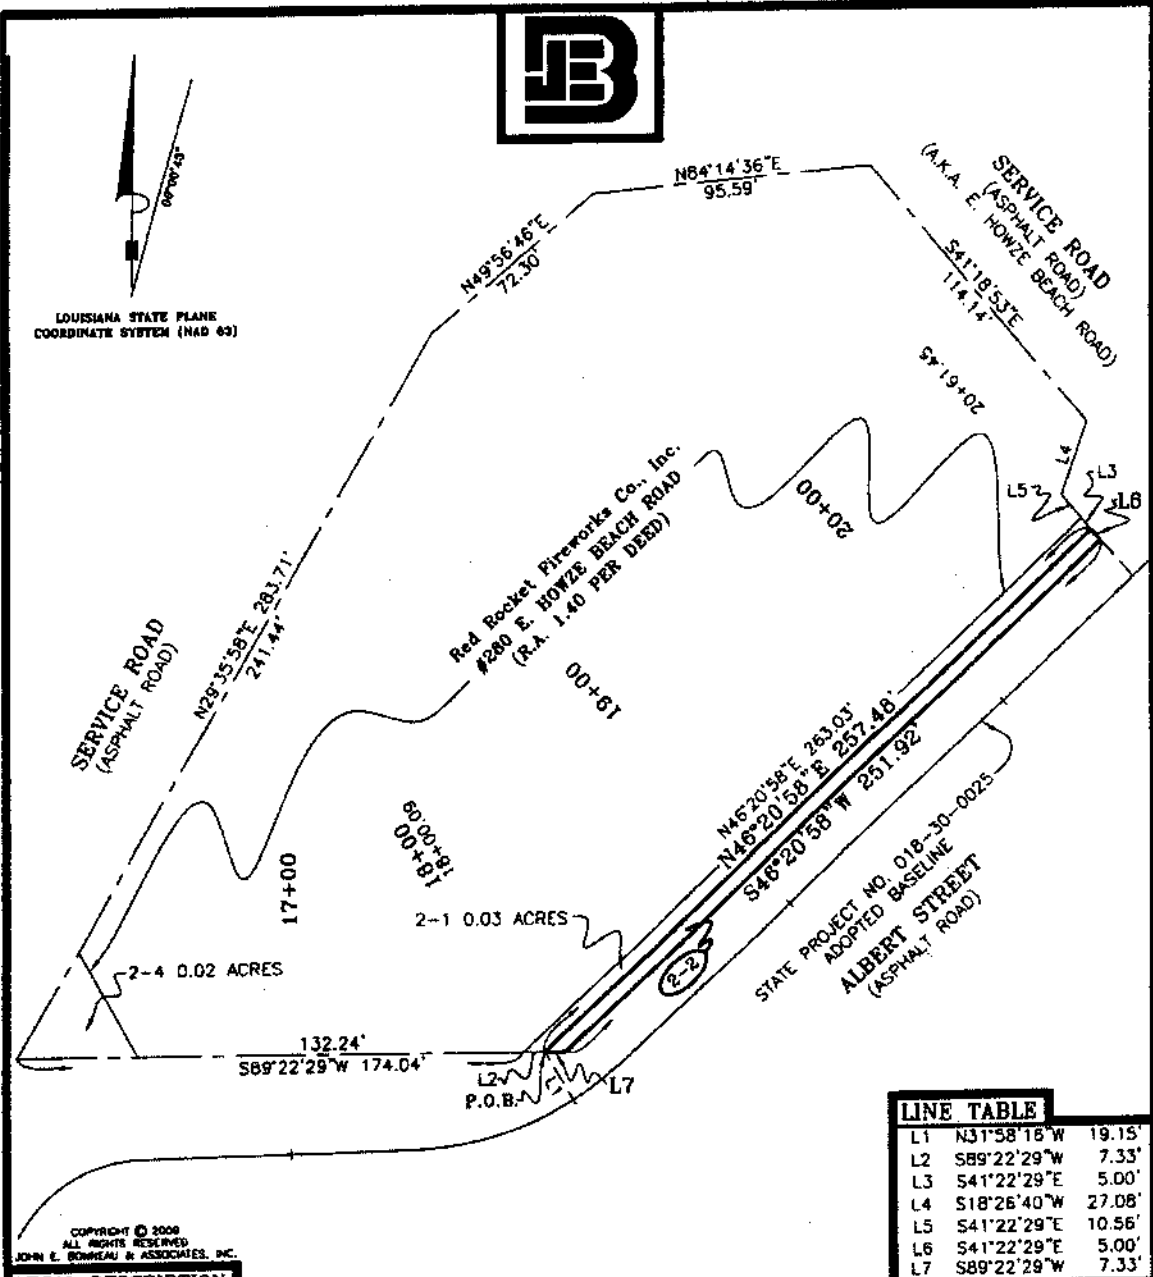 N84°14'36"E
95.59'
SERVICE ROAD
(ASPHALT ROAD)
(A.K.A. E. HOWZE BEACH ROAD)
N49°56'46"E
72.30'
S41°18'53"E
114.14'
LOUISIANA STATE PLANE
COORDINATE SYSTEM (NAD 83)
20+61.45
L4
L3
L5
L6
20+00
Red Rocket Fireworks Co., Inc.
#280 E. HOWZE BEACH ROAD
(R.A. 1.40 PER DEED)
N29°35'58"E 283.71'
241.44'
SERVICE ROAD
(ASPHALT ROAD)
19+00
N46°20'58"E 263.03'
N46°20'58"E 257.48'
S46°20'58"W 251.92'
18+00.09
18+00
17+00
2-1 0.03 ACRES
2-2
STATE PROJECT NO. 018-30-0025
ADOPTED BASELINE
ALBERT STREET
(ASPHALT ROAD)
2-4 0.02 ACRES
132.24'
S89°22'29"W 174.04'
L2
P.O.B.
L7
LINE TABLE
L1 N31°58'16"W 19.15'
L2 S89°22'29"W 7.33'
L3 S41°22'29"E 5.00'
L4 S18°26'40"W 27.08'
L5 S41°22'29"E 10.56'
L6 S41°22'29"E 5.00'
L7 S89°22'29"W 7.33'
COPYRIGHT © 2009
ALL RIGHTS RESERVED
JOHN E. BONNEAU & ASSOCIATES, INC.